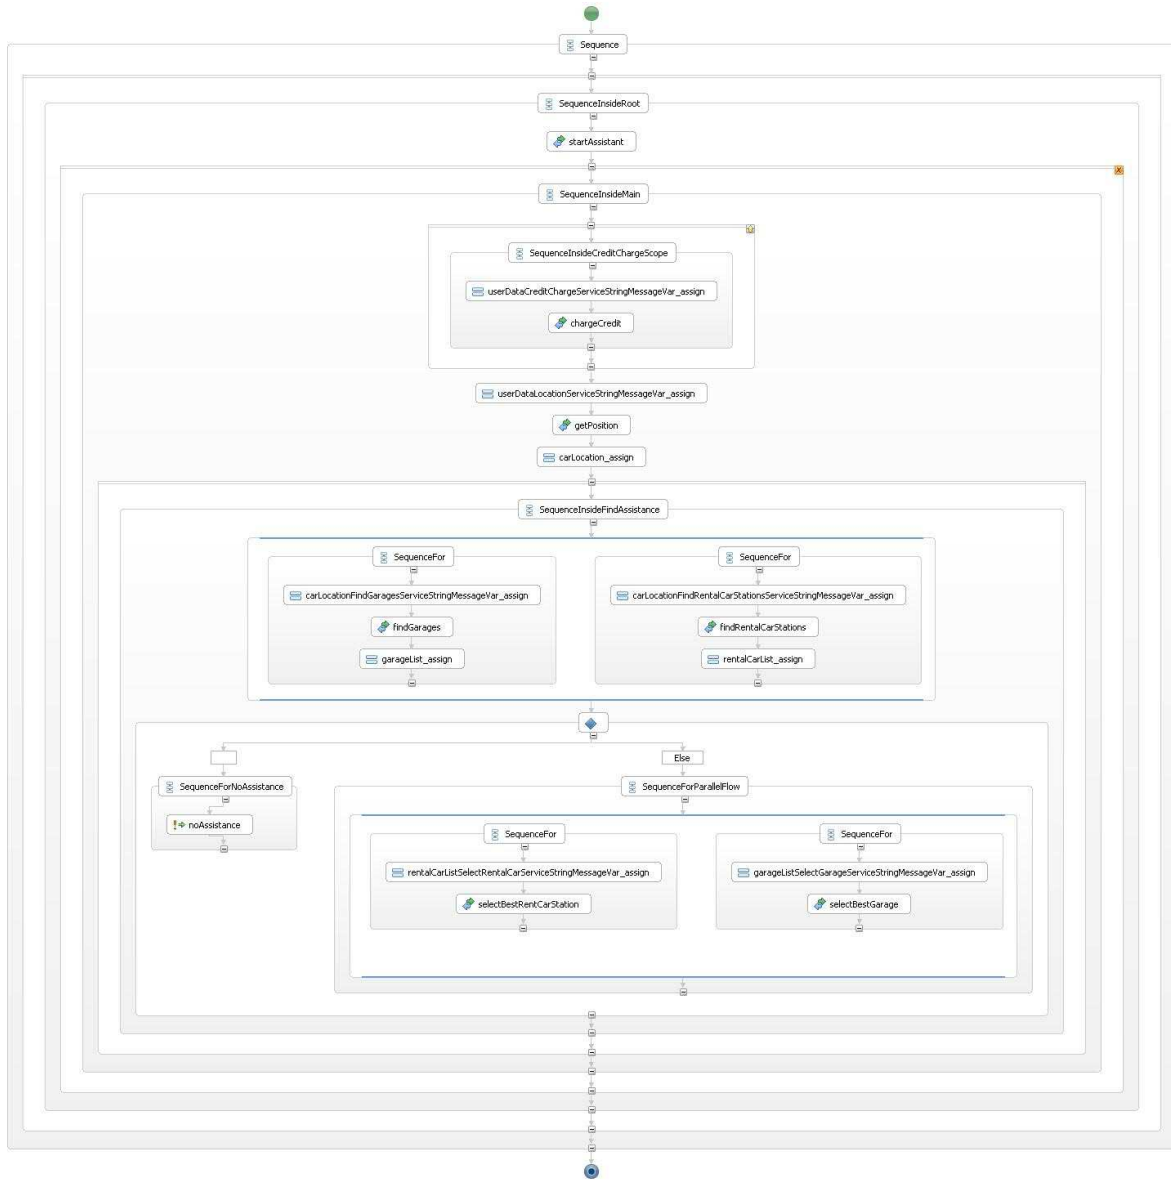 Sequence
SequenceInsideRoot
startAssistant
SequenceInsideMain
SequenceInsideCreditChargeScope
userDataCreditChargeServiceStringMessageVar_assign
chargeCredit
userDataLocationServiceStringMessageVar_assign
getPosition
carLocation_assign
SequenceInsideFindAssistance
SequenceFor
SequenceFor
carLocationFindGaragesServiceStringMessageVar_assign
carLocationFindRentalCarStationsServiceStringMessageVar_assign
findGarages
findRentalCarStations
garageList_assign
rentalCarList_assign
Else
SequenceForNoAssistance
SequenceForParallelFlow
noAssistance
SequenceFor
SequenceFor
rentalCarListSelectRentalCarServiceStringMessageVar_assign
garageListSelectGarageServiceStringMessageVar_assign
selectBestRentCarStation
selectBestGarage